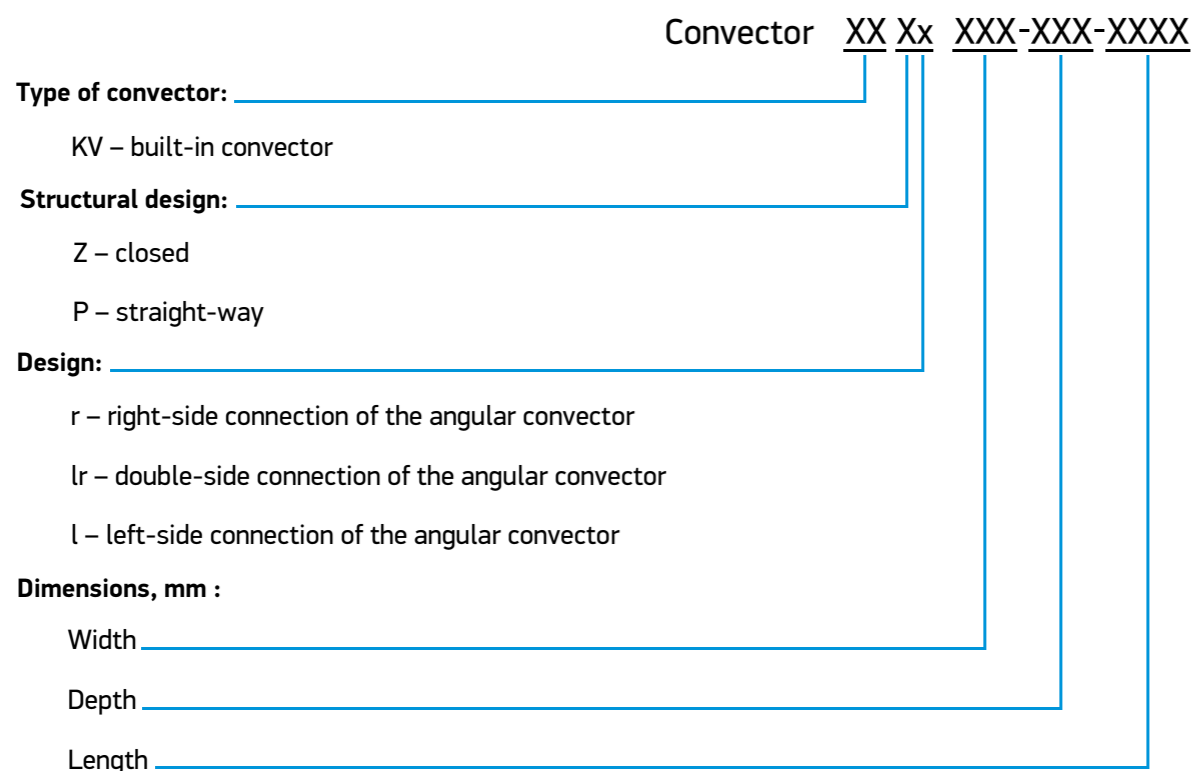 Convector XX Xx XXX-XXX-XXXX
Type of convector:
KV – built-in convector
Structural design:
Z – closed
P – straight-way
Design:
r – right-side connection of the angular convector
lr – double-side connection of the angular convector
l – left-side connection of the angular convector
Dimensions, mm :
Width
Depth
Length